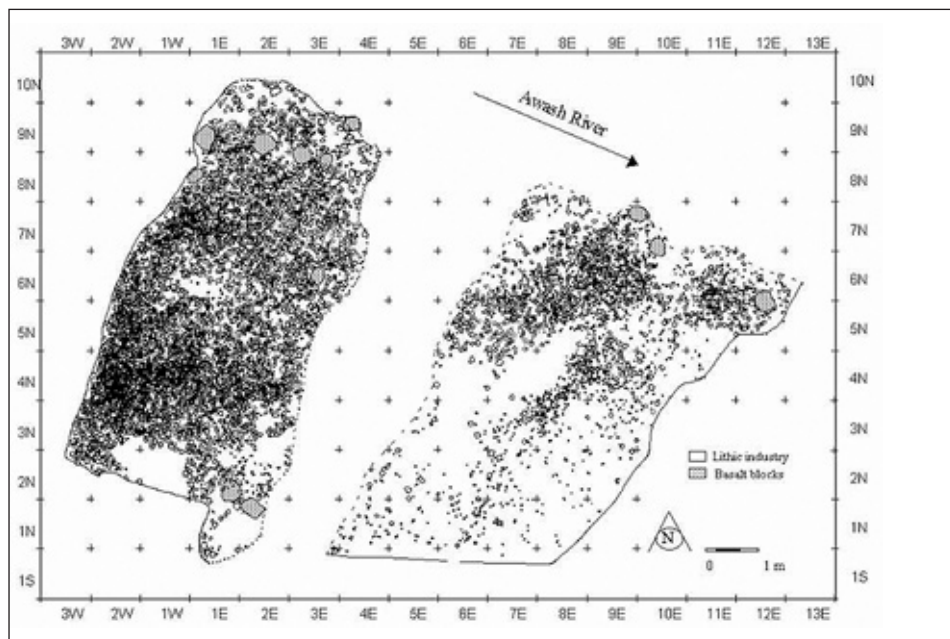 3W 2W 1W 1E 2E 3E 4E 5E 6E 7E 8E 9E 10E 11E 12E 13E
10N 10N
9N 9N
8N 8N
7N 7N
6N 6N
5N 5N
4N 4N
3N 3N
2N 2N
1N 1N
1S 1S
Awash River
Lithic industry
Basalt blocks
N
0 1 m
3W 2W 1W 1E 2E 3E 4E 5E 6E 7E 8E 9E 10E 11E 12E 13E